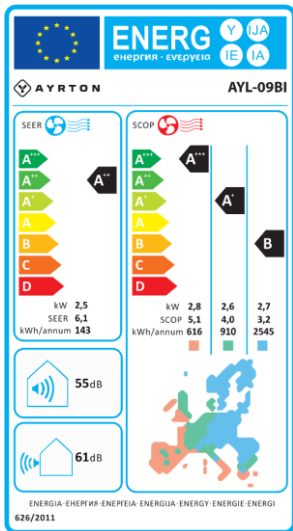 ENERG Y IJA
енергия · ενεργεια IE IA
AYRTON AYL-09BI
SEER SCOP
A+++ A+++ A+++
A++ A++ A++
A+ A+ A+
A A
B B B
C C
D D
kW 2,5
SEER 6,1
kWh/annum 143
kW 2,8 2,6 2,7
SCOP 5,1 4,0 3,2
kWh/annum 616 910 2545
55dB
61dB
ENERGIA·ЕНЕРГИЯ·ΕΝΕΡΓΕΙΑ·ENERGIJA·ENERGY·ENERGIE·ENERGI
626/2011